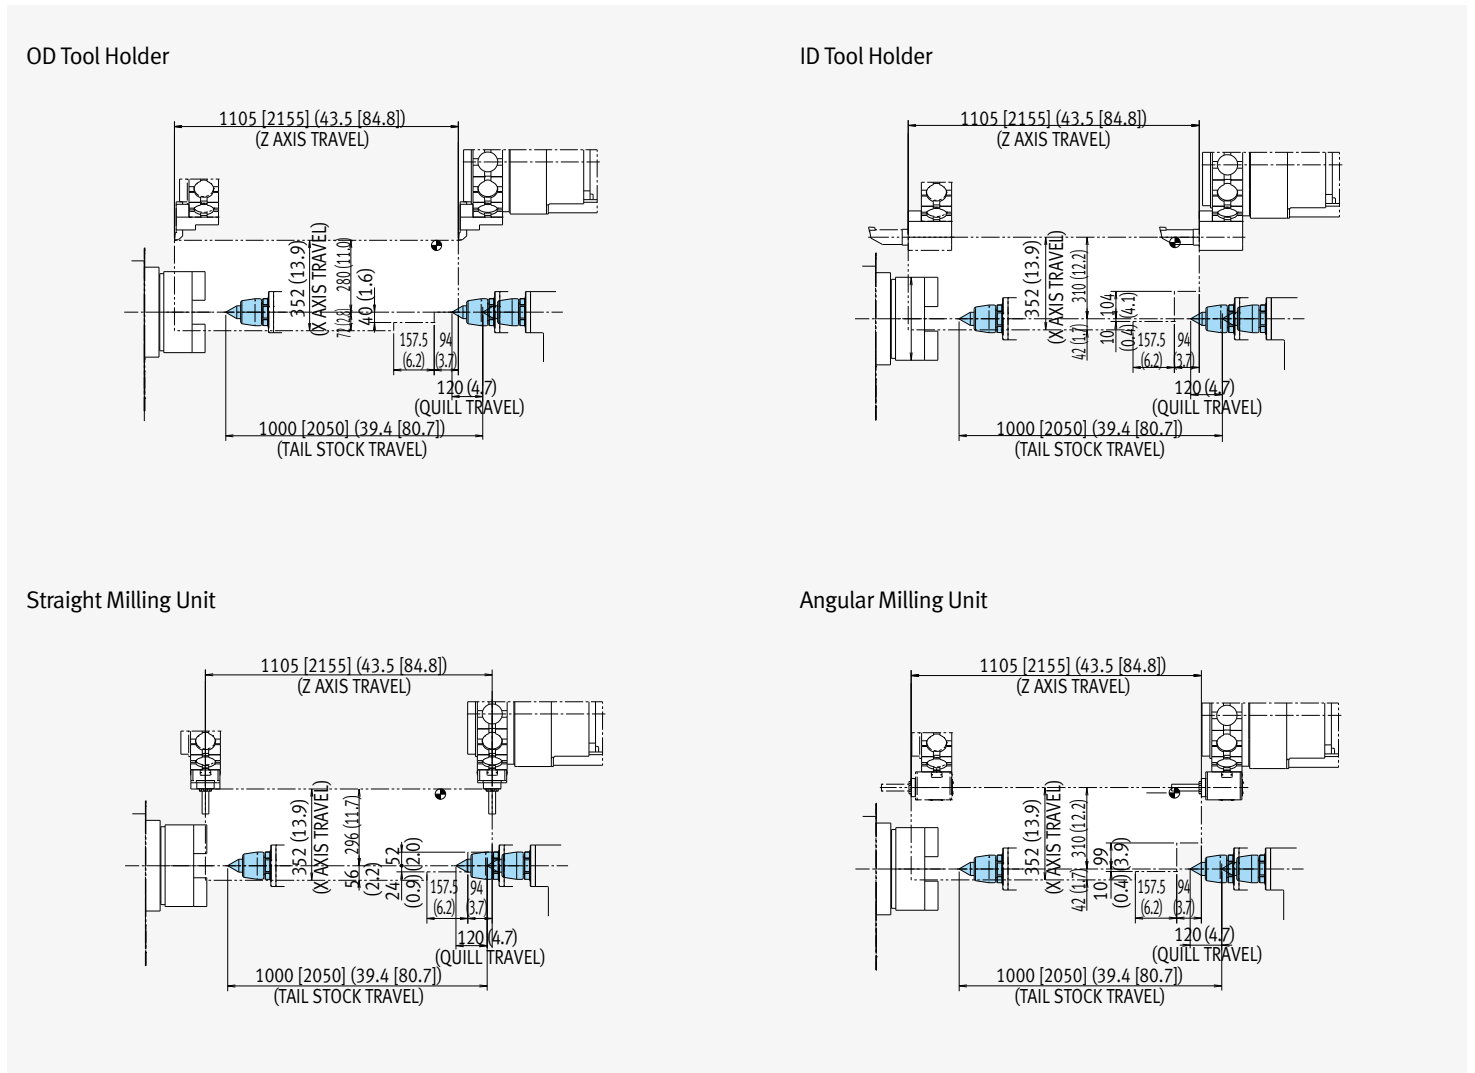 OD Tool Holder
1105 [2155] (43.5 [84.8])
(Z AXIS TRAVEL)
352 (13.9)
(X AXIS TRAVEL)
280 (11.0)
72 (2.8)
40 (1.6)
157.5
(6.2)
94
(3.7)
120 (4.7)
(QUILL TRAVEL)
1000 [2050] (39.4 [80.7])
(TAIL STOCK TRAVEL)
ID Tool Holder
1105 [2155] (43.5 [84.8])
(Z AXIS TRAVEL)
352 (13.9)
(X AXIS TRAVEL)
310 (12.2)
42 (1.7)
10
(0.4)
104
(4.1)
157.5
(6.2)
94
(3.7)
120 (4.7)
(QUILL TRAVEL)
1000 [2050] (39.4 [80.7])
(TAIL STOCK TRAVEL)
Straight Milling Unit
1105 [2155] (43.5 [84.8])
(Z AXIS TRAVEL)
352 (13.9)
(X AXIS TRAVEL)
296 (11.7)
56
(2.2)
24
(0.9)
52
(2.0)
157.5
(6.2)
94
(3.7)
120 (4.7)
(QUILL TRAVEL)
1000 [2050] (39.4 [80.7])
(TAIL STOCK TRAVEL)
Angular Milling Unit
1105 [2155] (43.5 [84.8])
(Z AXIS TRAVEL)
352 (13.9)
(X AXIS TRAVEL)
310 (12.2)
42 (1.7)
10
(0.4)
99
(3.9)
157.5
(6.2)
94
(3.7)
120 (4.7)
(QUILL TRAVEL)
1000 [2050] (39.4 [80.7])
(TAIL STOCK TRAVEL)